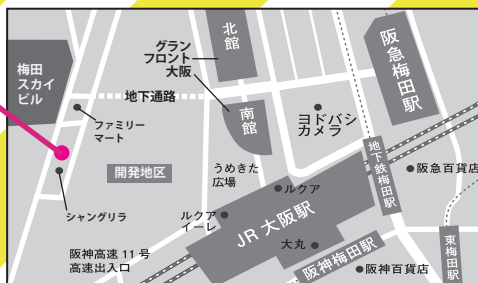 梅田
スカイ
ビル
グラン
フロント
大阪
北
館
阪急梅田駅
地下通路
ファミリー
マート
南
館
ヨドバシ
カメラ
開発地区
うめきた
広場
地下鉄梅田駅
阪急百貨店
シャングリラ
ルクア
ルクア
イーレ
JR 大阪駅
大丸
阪神高速 11 号
高速出入口
阪神梅田駅
阪神百貨店
東梅田駅